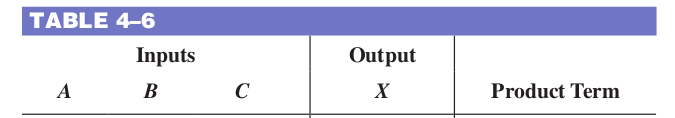 TABLE 4–6
Inputs Output
A B C X Product Term